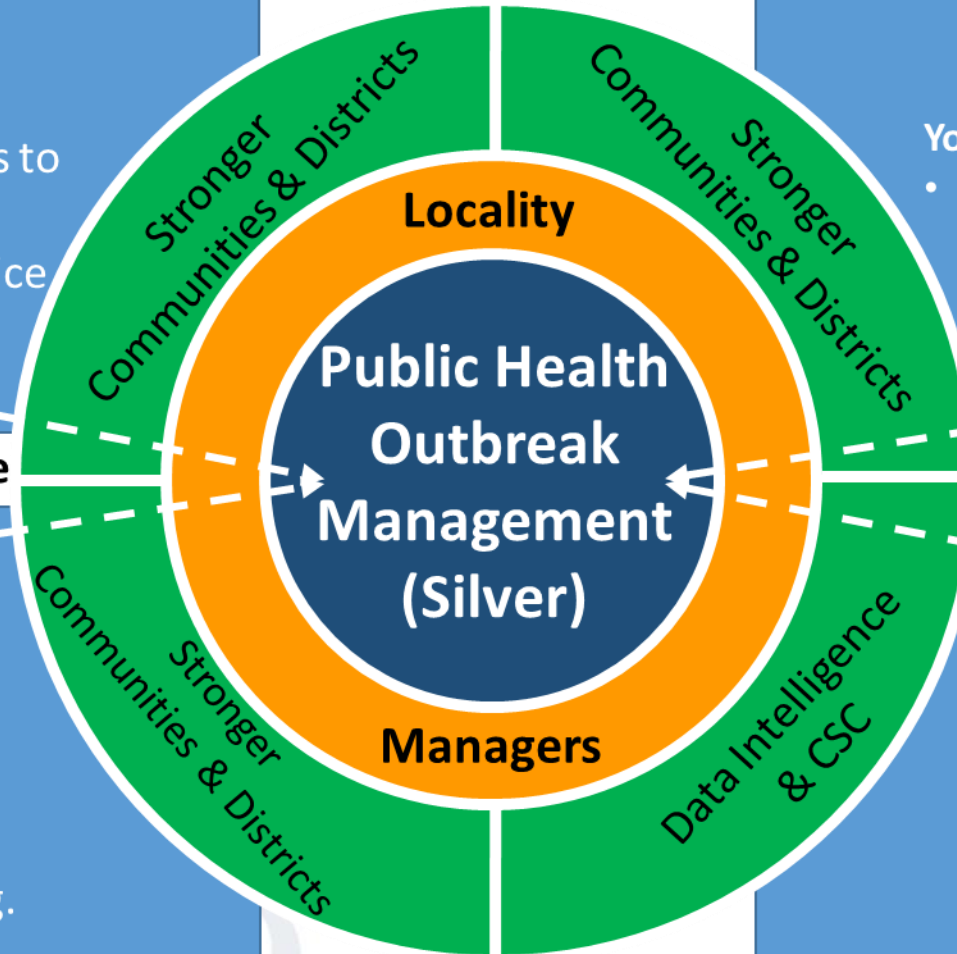 Stronger
Communities & Districts
Stronger
Communities & Districts
s to
ce
Yo
•
Locality
Public Health
Outbreak
Management
(Silver)
e
Managers
Stronger
Communities & Districts
Data Intelligence
& CSC
g.